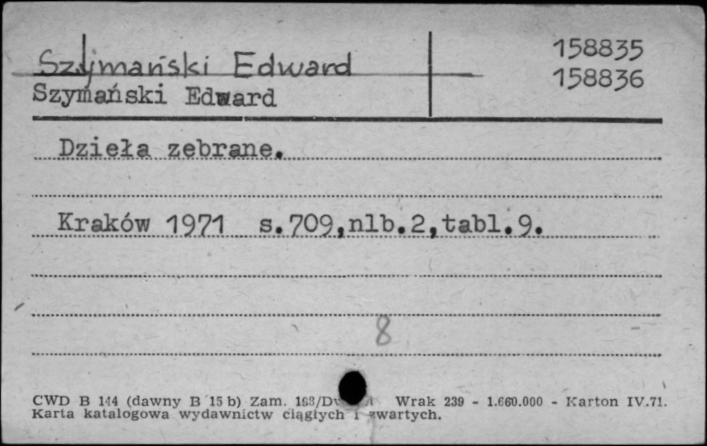 Szymański Edward
158835
158836
Szymański Edward
Dzieła zebrane.
Kraków 1971 s.709,nlb.2,tabl.9.
8
CWD B 144 (dawny B 15 b) Zam. Wrak 239 - 1.660.000 - Karton IV.71.
Karta katalogowa wydawnictw ciągłych i zwartych.